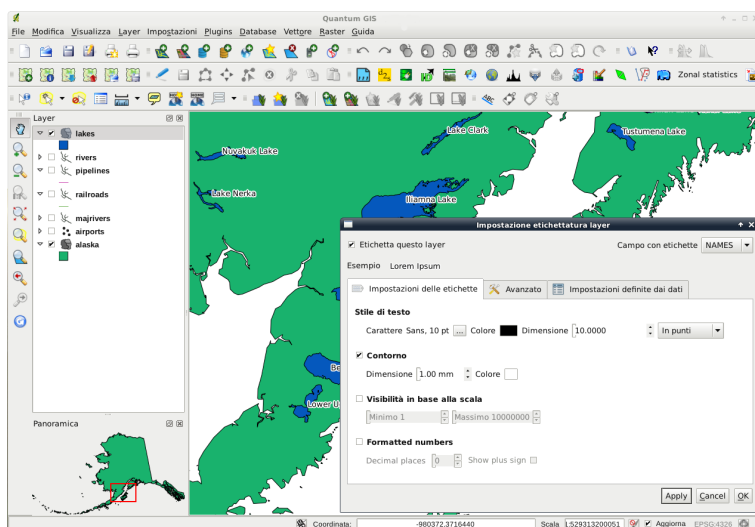 Quantum GIS
File Modifica Visualizza Layer Impostazioni Plugins Database Vettore Raster Guida
Zonal statistics
Layer
lakes
rivers
pipelines
railroads
majrivers
airports
alaska
Panoramica
Nuvakuk Lake
Lake Clark
Tustumena Lake
Lake Nerka
Iliamna Lake
Be
Lower U
Impostazione etichettatura layer
Etichetta questo layer
Campo con etichette NAMES
Esempio Lorem Ipsum
Impostazioni delle etichette Avanzato Impostazioni definite dai dati
Stile di testo
Carattere Sans, 10 pt ... Colore Dimensione 10.0000 In punti
Contorno
Dimensione 1.00 mm Colore
Visibilità in base alla scala
Minimo 1 Massimo 10000000
Formatted numbers
Decimal places 0 Show plus sign
Apply Cancel OK
Coordinata: -980372.3716440 Scala 1:529313200051 Aggiorna EPSG:4326